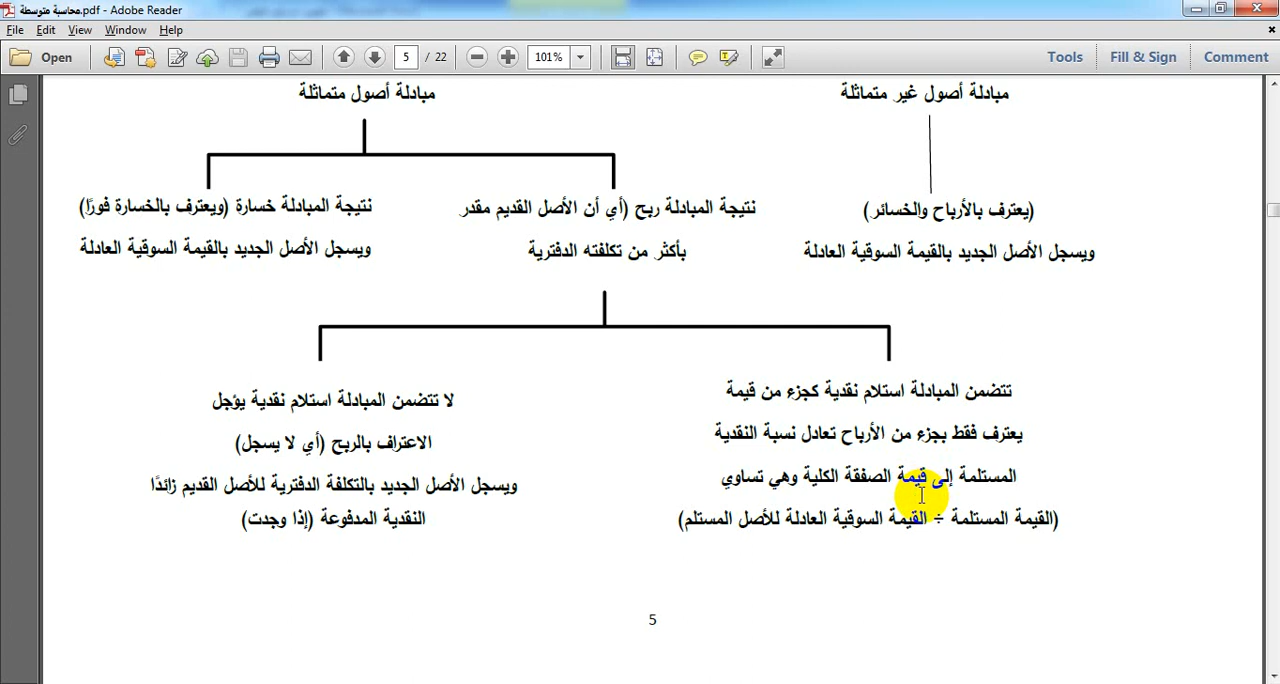 محاسبة متوسطة.pdf - Adobe Reader
File Edit View Window Help
Open 5 / 22 101% Tools Fill & Sign Comment
مبادلة أصول غير متماثلة
(يعترف بالأرباح والخسائر)
ويسجل الأصل الجديد بالقيمة السوقية العادلة
مبادلة أصول متماثلة
نتيجة المبادلة ربح (أي أن الأصل القديم مقدر
بأكثر من تكلفته الدفترية
نتيجة المبادلة خسارة (ويعترف بالخسارة فورًا)
ويسجل الأصل الجديد بالقيمة السوقية العادلة
تتضمن المبادلة استلام نقدية كجزء من قيمة
يعترف فقط بجزء من الأرباح تعادل نسبة النقدية
المستلمة إلى قيمة الصفقة الكلية وهي تساوي
(القيمة المستلمة ÷ القيمة السوقية العادلة للأصل المستلم)
لا تتضمن المبادلة استلام نقدية يؤجل
الاعتراف بالربح (أي لا يسجل)
ويسجل الأصل الجديد بالتكلفة الدفترية للأصل القديم زائدًا
النقدية المدفوعة (إذا وجدت)
5